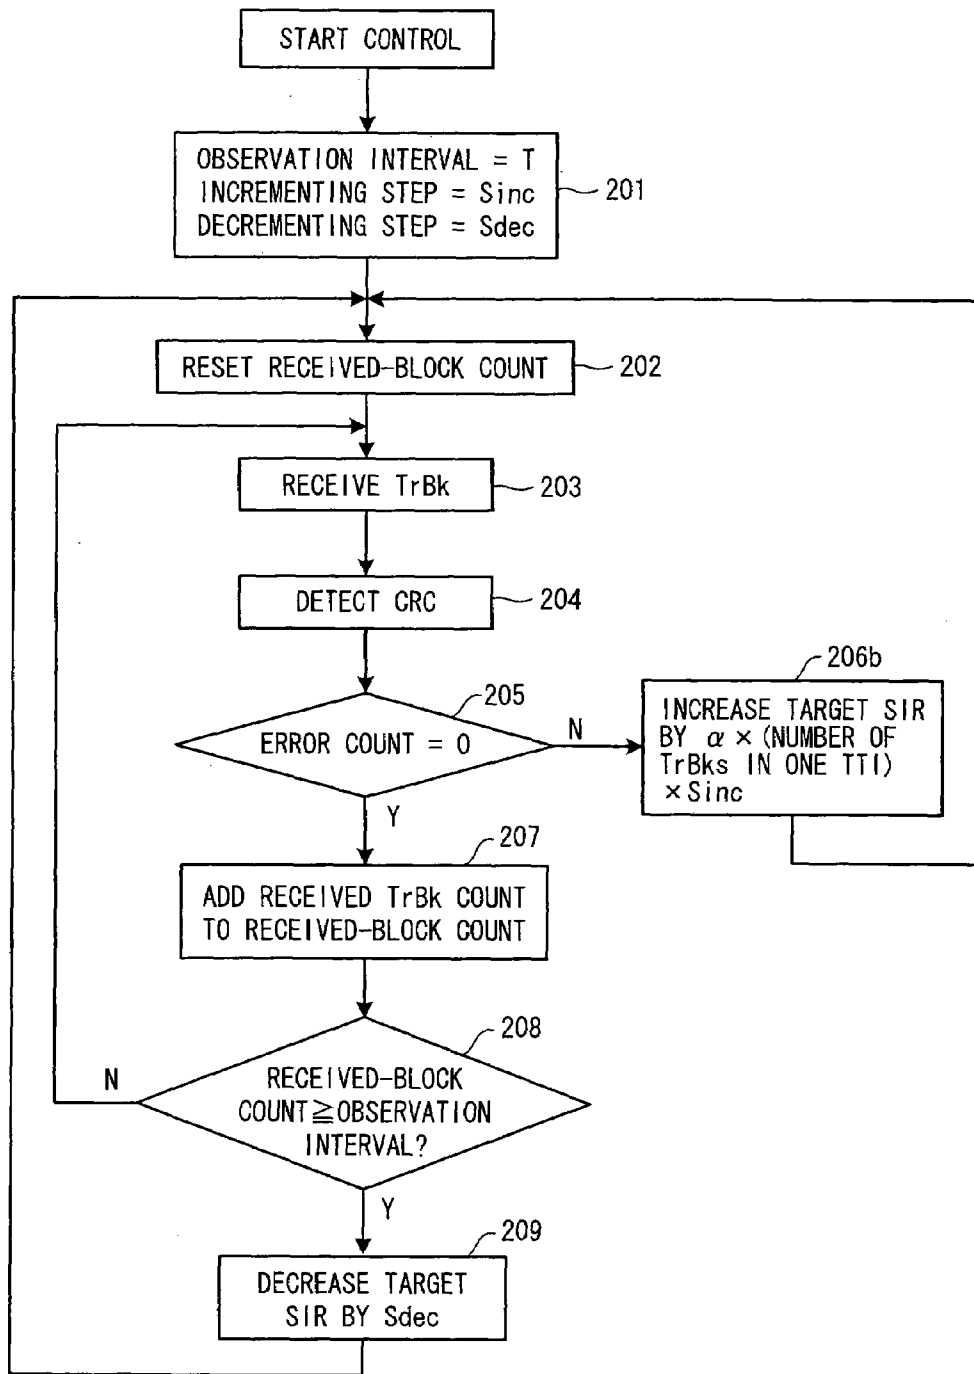 START CONTROL
OBSERVATION INTERVAL = T
INCREMENTING STEP = Sinc
DECREMENTING STEP = Sdec
201
RESET RECEIVED-BLOCK COUNT
202
RECEIVE TrBk
203
DETECT CRC
204
205
ERROR COUNT = 0
N
Y
206b
INCREASE TARGET SIR
BY α × (NUMBER OF
TrBks IN ONE TTI)
×Sinc
207
ADD RECEIVED TrBk COUNT
TO RECEIVED-BLOCK COUNT
208
RECEIVED-BLOCK
COUNT≧OBSERVATION
INTERVAL?
N
Y
209
DECREASE TARGET
SIR BY Sdec